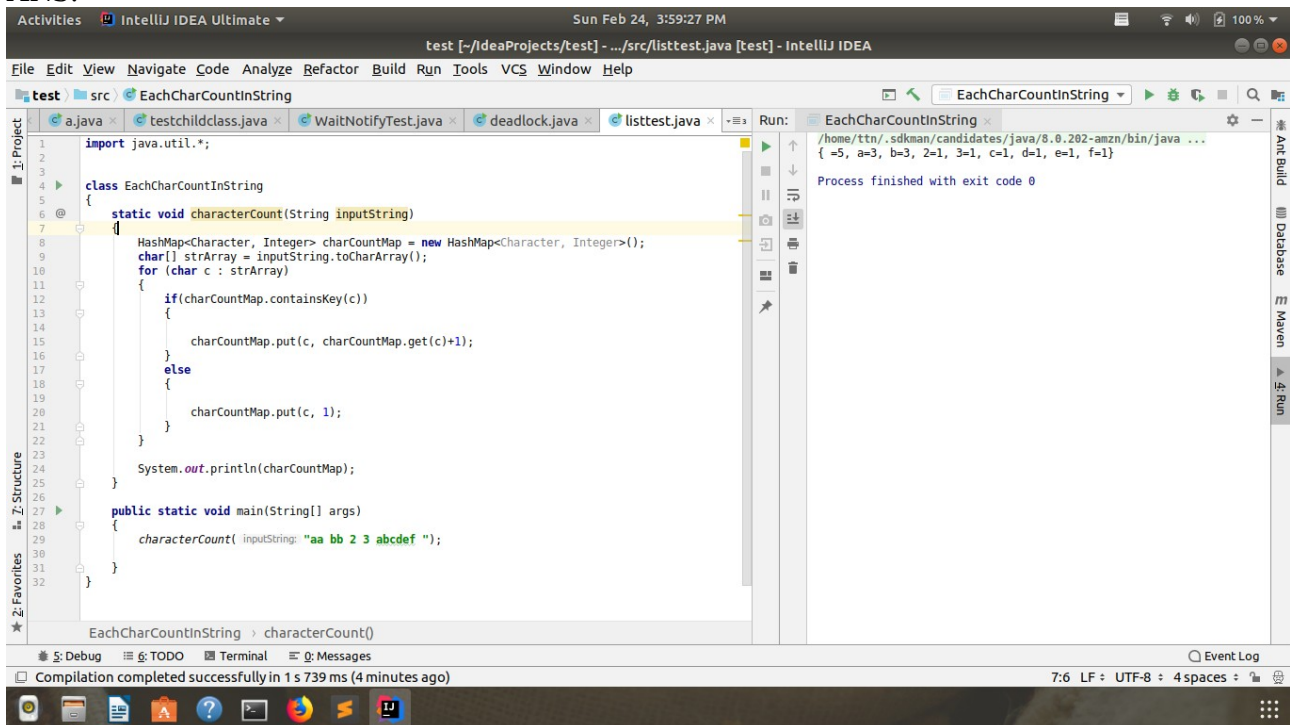 Activities IntelliJ IDEA Ultimate Sun Feb 24, 3:59:27 PM 100 %
test [~/IdeaProjects/test] - .../src/listtest.java [test] - IntelliJ IDEA
File Edit View Navigate Code Analyze Refactor Build Run Tools VCS Window Help
test src EachCharCountInString EachCharCountInString
a.java testchildclass.java WaitNotifyTest.java deadlock.java listtest.java 3 Run: EachCharCountInString
1: Project
7: Structure
2: Favorites
1 import java.util.*;
2
3
4 class EachCharCountInString
5 {
6 @ static void characterCount(String inputString)
7 {
8 HashMap<Character, Integer> charCountMap = new HashMap<Character, Integer>();
9 char[] strArray = inputString.toCharArray();
10 for (char c : strArray)
11 {
12 if(charCountMap.containsKey(c))
13 {
14
15 charCountMap.put(c, charCountMap.get(c)+1);
16 }
17 else
18 {
19
20 charCountMap.put(c, 1);
21 }
22 }
23
24 System.out.println(charCountMap);
25 }
26
27 public static void main(String[] args)
28 {
29 characterCount( inputString: "aa bb 2 3 abcdef ");
30
31 }
32 }
EachCharCountInString › characterCount()
/home/ttn/.sdkman/candidates/java/8.0.202-amzn/bin/java ...
{ =5, a=3, b=3, 2=1, 3=1, c=1, d=1, e=1, f=1}
Process finished with exit code 0
Ant Build
Database
m Maven
4: Run
5: Debug 6: TODO Terminal 0: Messages Event Log
Compilation completed successfully in 1 s 739 ms (4 minutes ago) 7:6 LF UTF-8 4 spaces